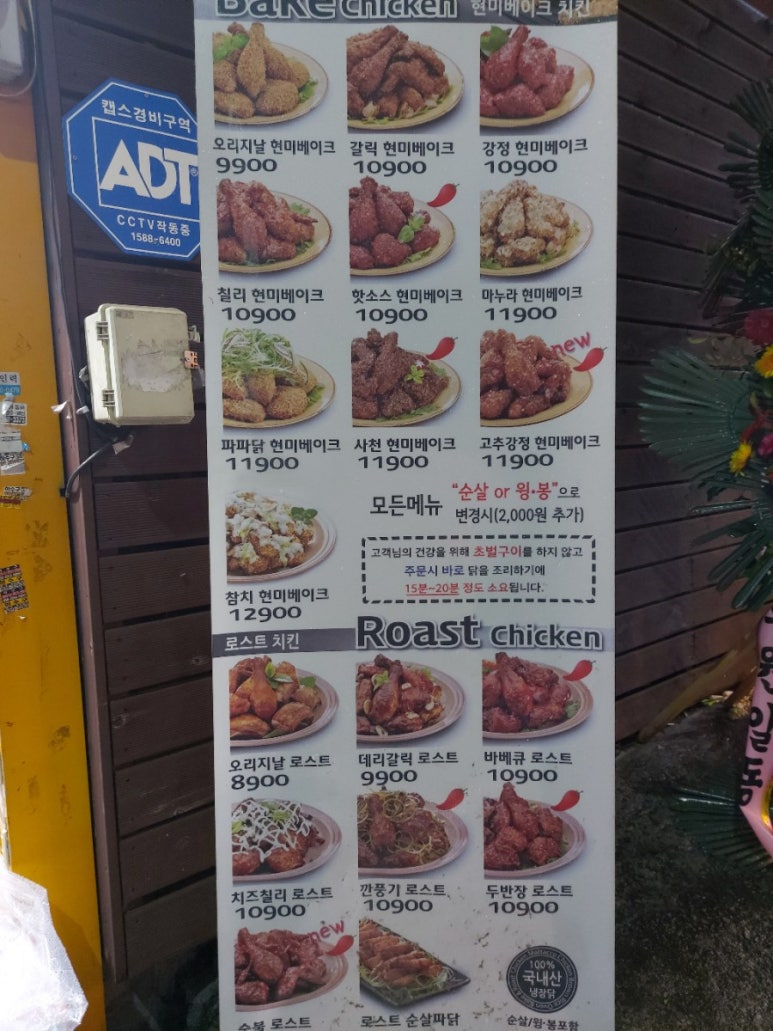 Bake chicken 현미베이크 치킨
캡스경비구역
ADT
CCTV작동중
1588-6400
오리지날 현미베이크
9900
갈릭 현미베이크
10900
강정 현미베이크
10900
칠리 현미베이크
10900
핫소스 현미베이크
10900
마누라 현미베이크
11900
new
파파닭 현미베이크
11900
사천 현미베이크
11900
고추강정 현미베이크
11900
참치 현미베이크
12900
모든메뉴 "순살 or 윙·봉"으로
변경시(2,000원 추가)
고객님의 건강을 위해 초벌구이를 하지 않고
주문시 바로 닭을 조리하기에
15분~20분 정도 소요됩니다.
로스트 치킨 Roast chicken
오리지날 로스트
8900
데리갈릭 로스트
9900
바베큐 로스트
10900
치즈칠리 로스트
10900
깐풍기 로스트
10900
두반장 로스트
10900
new
숯불 로스트
로스트 순살파닭
100%
국내산
냉장닭
순살/윙·봉포함
일동